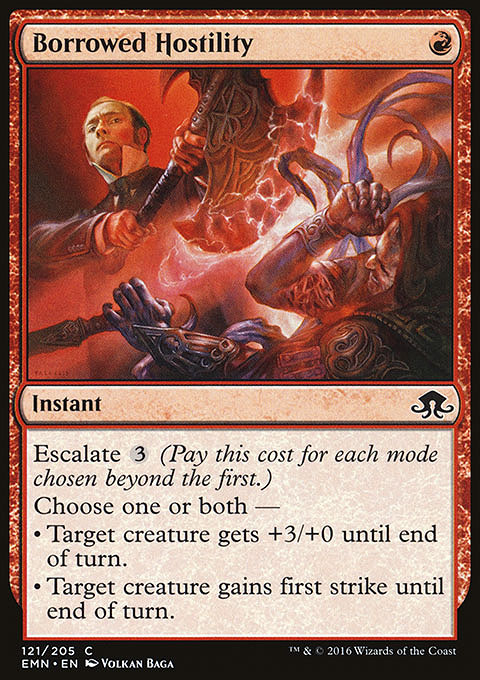 Borrowed Hostility
Instant
Escalate 3 (Pay this cost for each mode
chosen beyond the first.)
Choose one or both —
• Target creature gets +3/+0 until end
of turn.
• Target creature gains first strike until
end of turn.
121/205 C
EMN • EN Volkan Baga
™ & © 2016 Wizards of the Coast